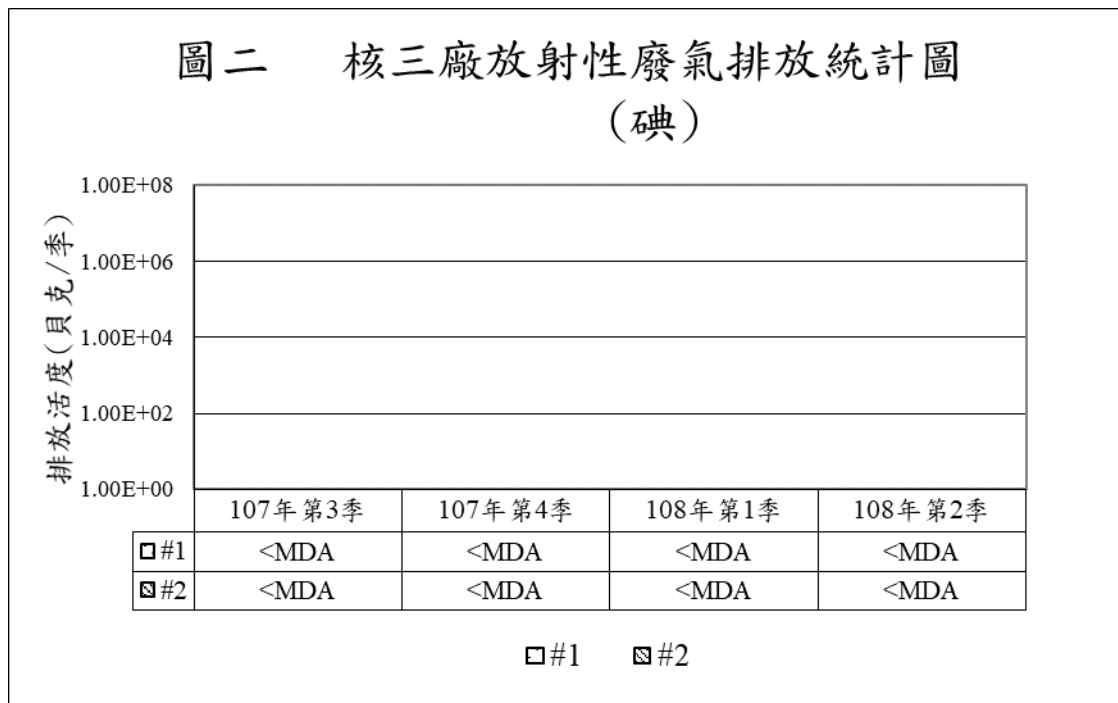 圖二 核三廠放射性廢氣排放統計圖
(碘)
排放活度(貝克/季)
1.00E+08
1.00E+06
1.00E+04
1.00E+02
1.00E+00
107年第3季 107年第4季 108年第1季 108年第2季
#1 <MDA <MDA <MDA <MDA
#2 <MDA <MDA <MDA <MDA
#1 #2